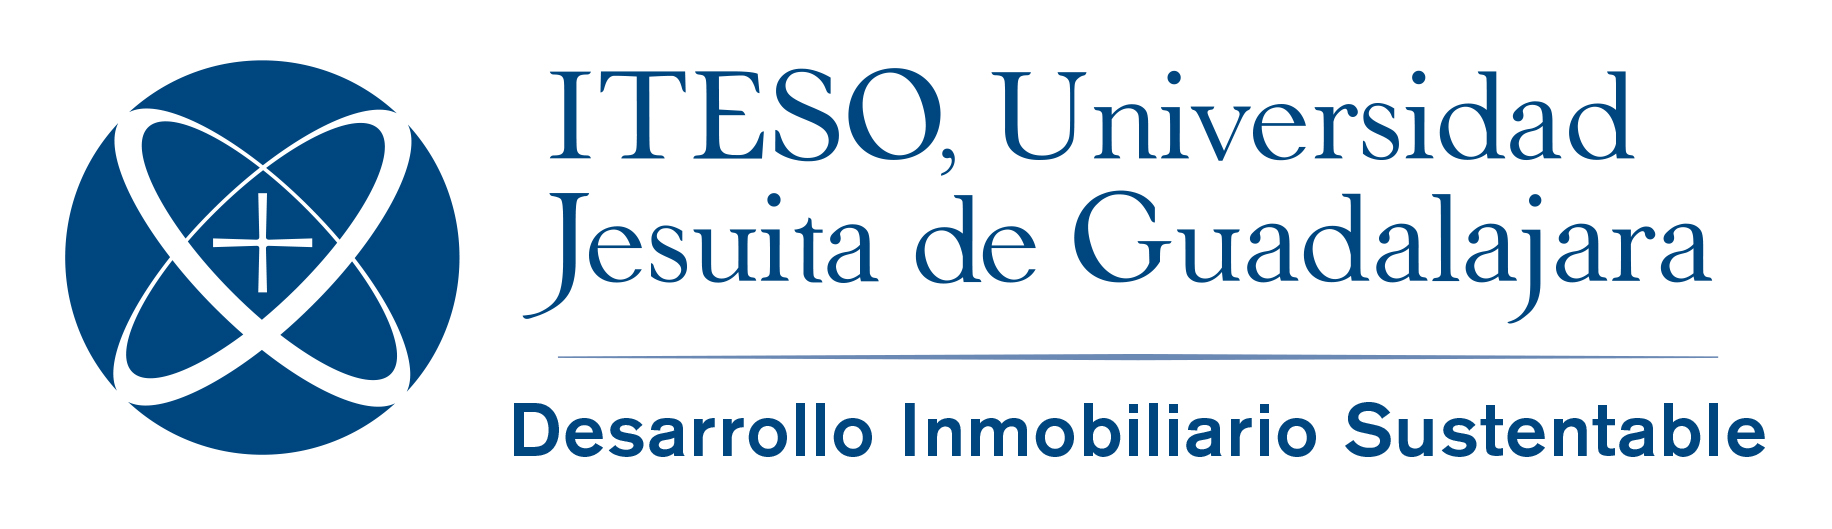 ITESO, Universidad
Jesuita de Guadalajara
Desarrollo Inmobiliario Sustentable